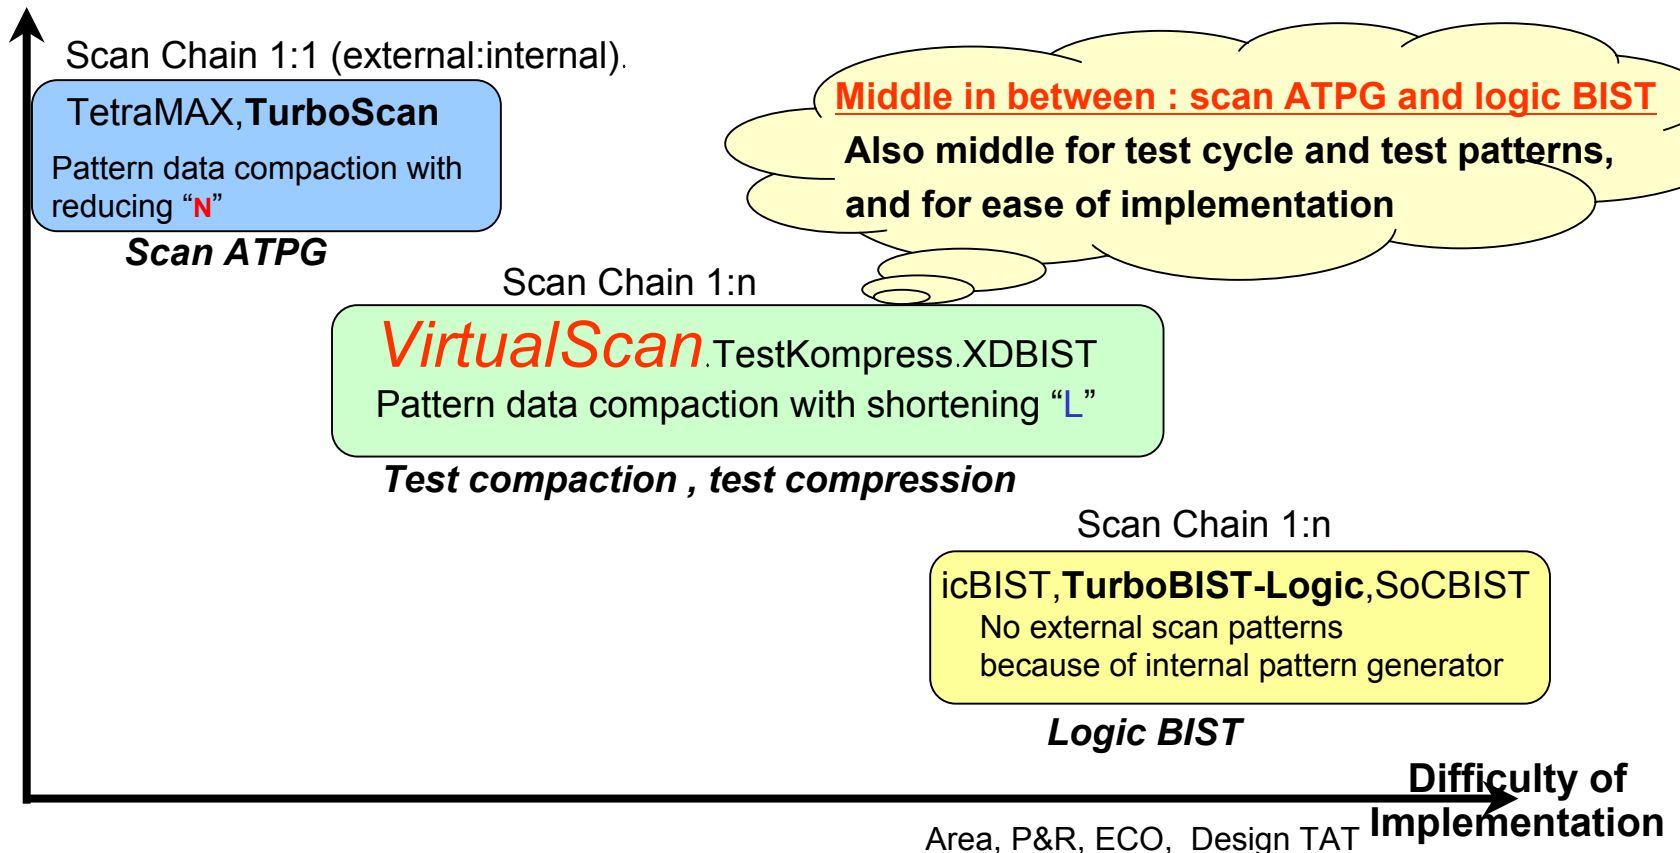 Scan Chain 1:1 (external:internal).
TetraMAX,TurboScan
Pattern data compaction with
reducing “N”
Scan ATPG
Middle in between : scan ATPG and logic BIST
Also middle for test cycle and test patterns,
and for ease of implementation
Scan Chain 1:n
VirtualScan.TestKompress.XDBIST
Pattern data compaction with shortening “L”
Test compaction , test compression
Scan Chain 1:n
icBIST,TurboBIST-Logic,SoCBIST
No external scan patterns
because of internal pattern generator
Logic BIST
Difficulty of
Implementation
Area, P&R, ECO, Design TAT